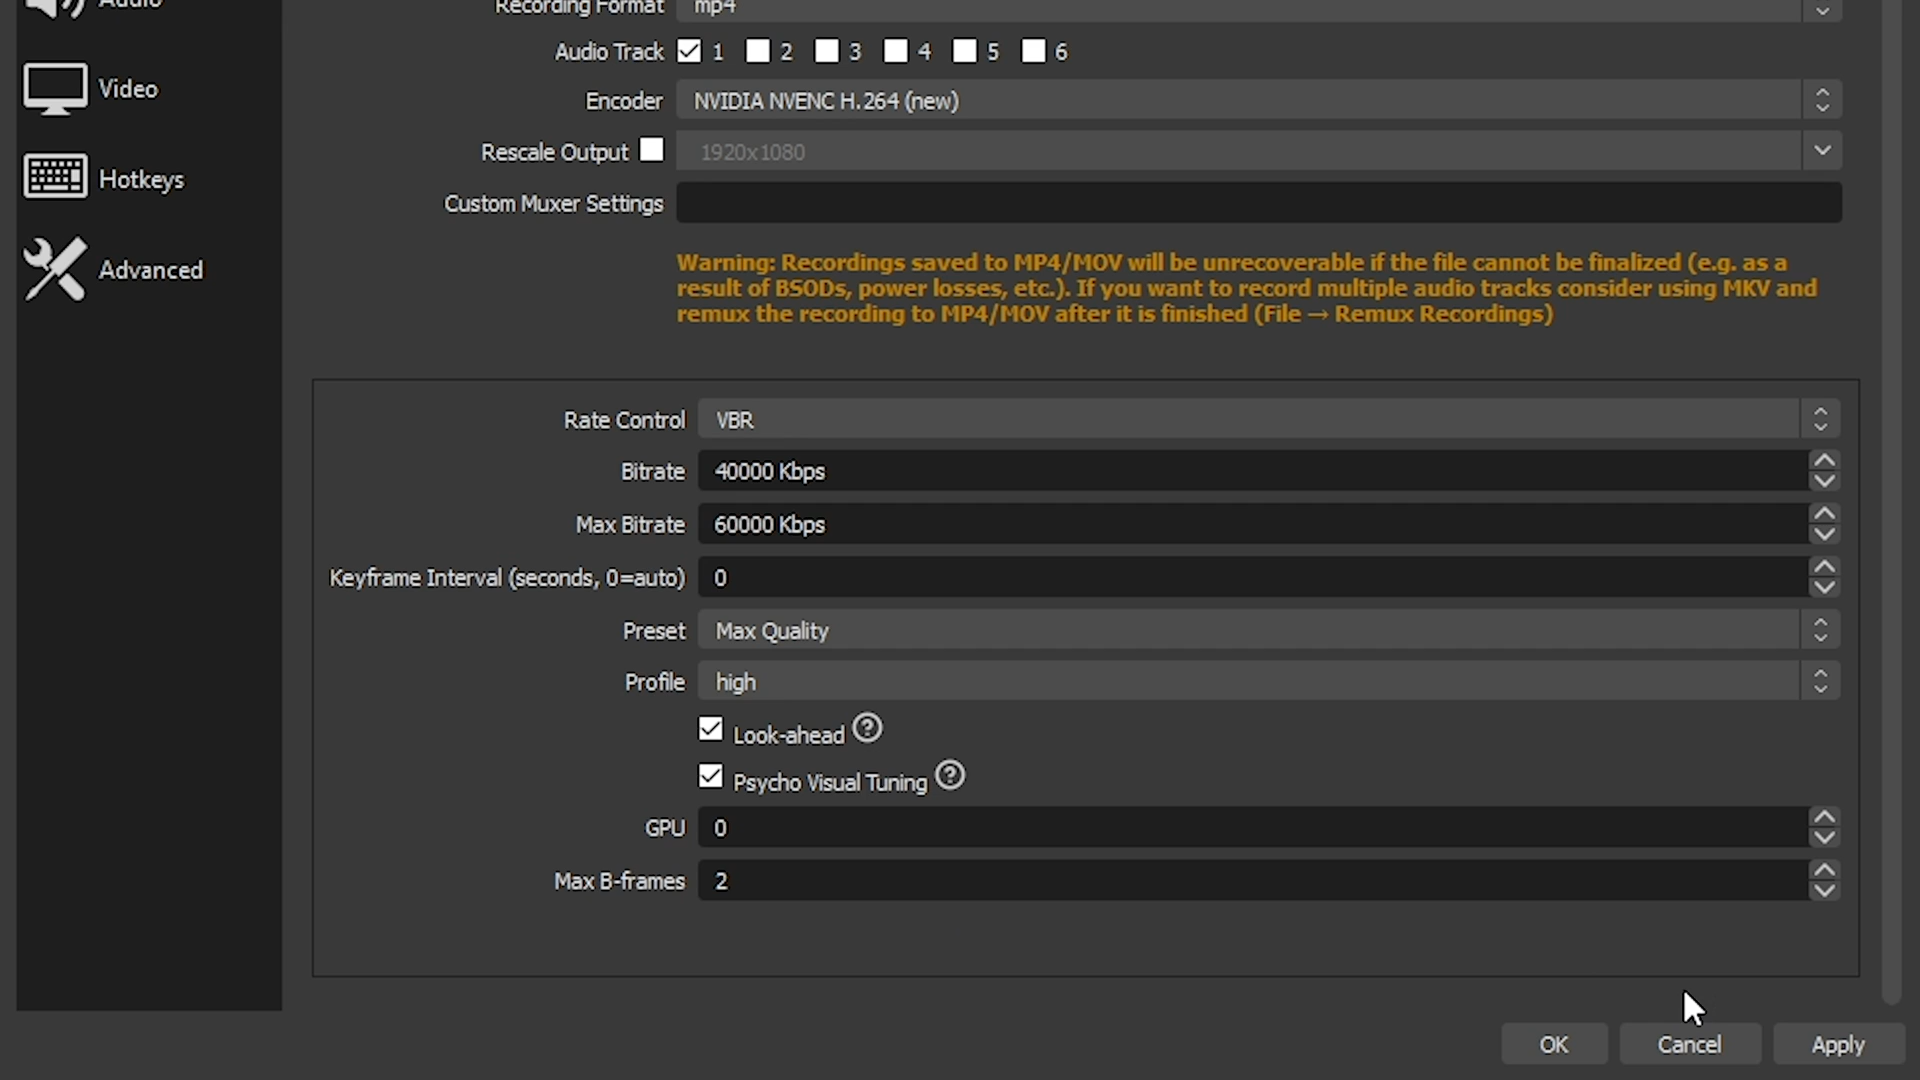 Audio
Recording Format mp4
Audio Track 1 2 3 4 5 6
Video
Encoder NVIDIA NVENC H.264 (new)
Rescale Output 1920x1080
Hotkeys
Custom Muxer Settings
Advanced
Warning: Recordings saved to MP4/MOV will be unrecoverable if the file cannot be finalized (e.g. as a
result of BSODs, power losses, etc.). If you want to record multiple audio tracks consider using MKV and
remux the recording to MP4/MOV after it is finished (File → Remux Recordings)
Rate Control VBR
Bitrate 40000 Kbps
Max Bitrate 60000 Kbps
Keyframe Interval (seconds, 0=auto) 0
Preset Max Quality
Profile high
Look-ahead ?
Psycho Visual Tuning ?
GPU 0
Max B-frames 2
OK Cancel Apply